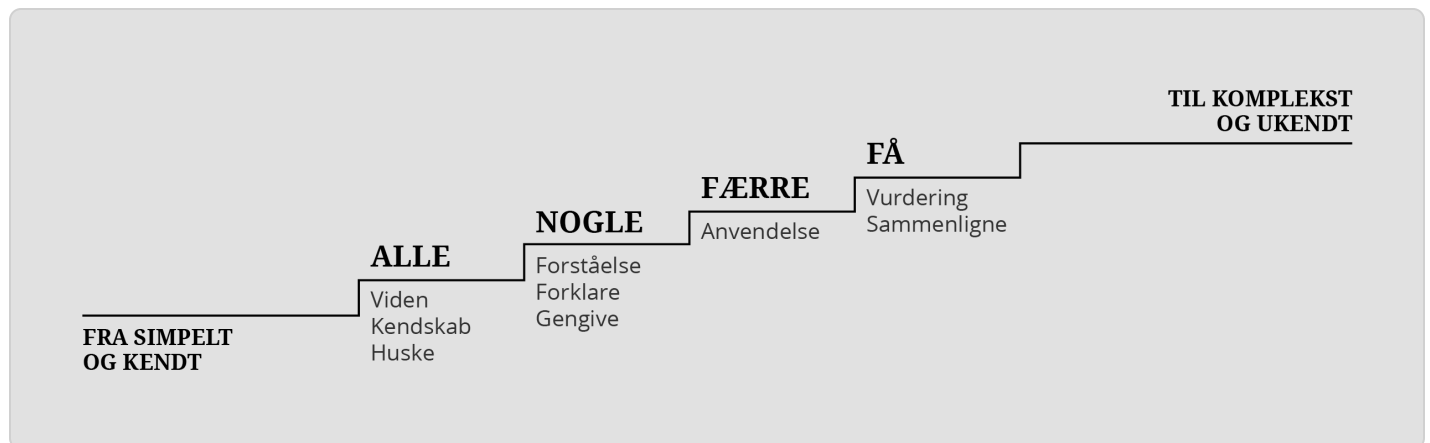 FRA SIMPELT
OG KENDT
ALLE
Viden
Kendskab
Huske
NOGLE
Forståelse
Forklare
Gengive
FÆRRE
Anvendelse
FÅ
Vurdering
Sammenligne
TIL KOMPLEKST
OG UKENDT